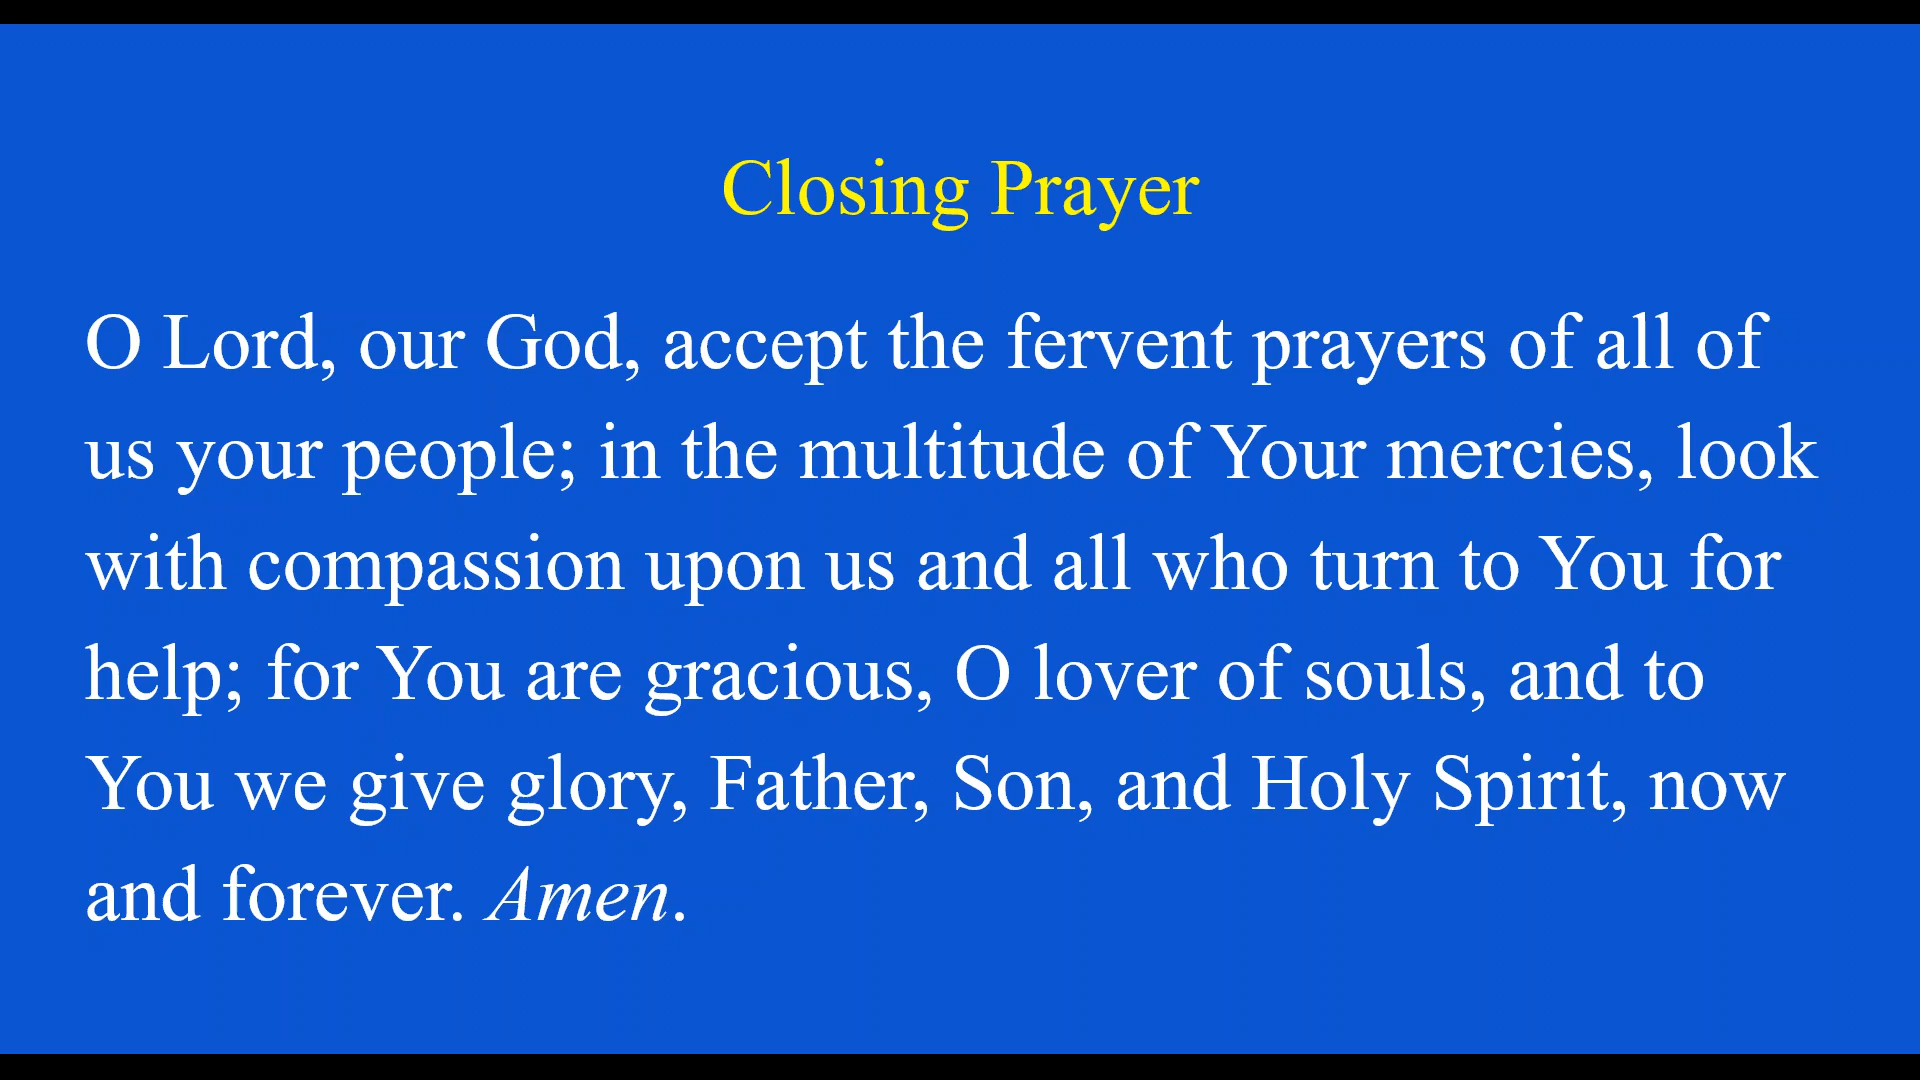 Closing Prayer
O Lord, our God, accept the fervent prayers of all of
us your people; in the multitude of Your mercies, look
with compassion upon us and all who turn to You for
help; for You are gracious, O lover of souls, and to
You we give glory, Father, Son, and Holy Spirit, now
and forever. Amen.